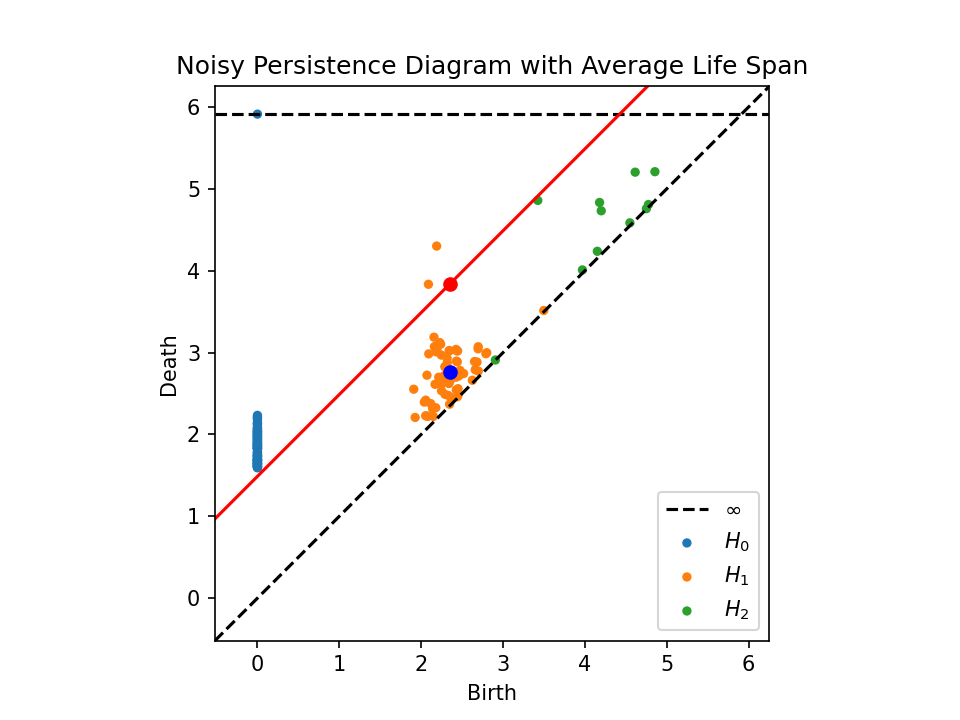 Noisy Persistence Diagram with Average Life Span
6
5
4
3
2
1
0
Death
∞
H₀
H₁
H₂
0 1 2 3 4 5 6
Birth